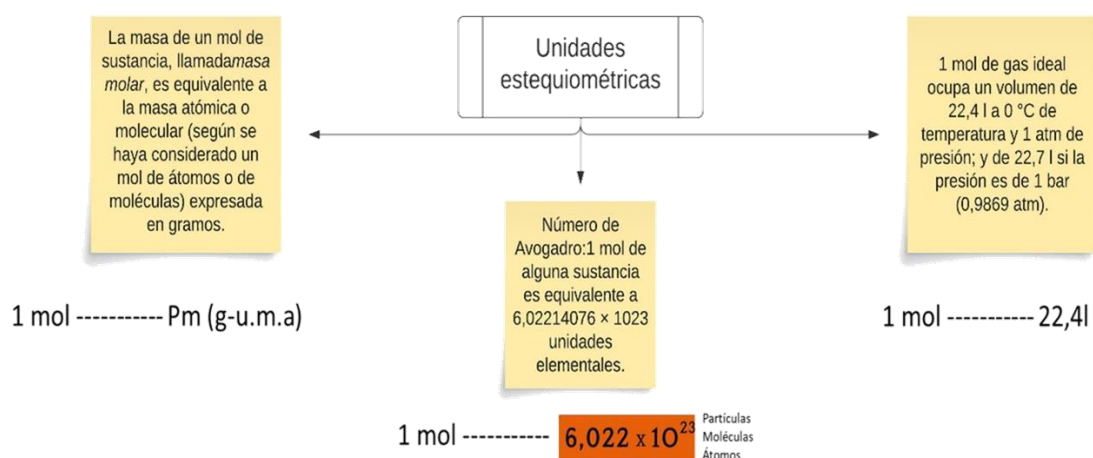 Unidades
estequiométricas
La masa de un mol de
sustancia, llamadamasa
molar, es equivalente a
la masa atómica o
molecular (según se
haya considerado un
mol de átomos o de
moléculas) expresada
en gramos.
1 mol ----------- Pm (g-u.m.a)
Número de
Avogadro:1 mol de
alguna sustancia
es equivalente a
6,02214076 × 1023
unidades
elementales.
1 mol ----------- 6,022 x 10²³
Partículas
Moléculas
Átomos
1 mol de gas ideal
ocupa un volumen de
22,4 l a 0 °C de
temperatura y 1 atm de
presión; y de 22,7 l si la
presión es de 1 bar
(0,9869 atm).
1 mol ----------- 22,4l